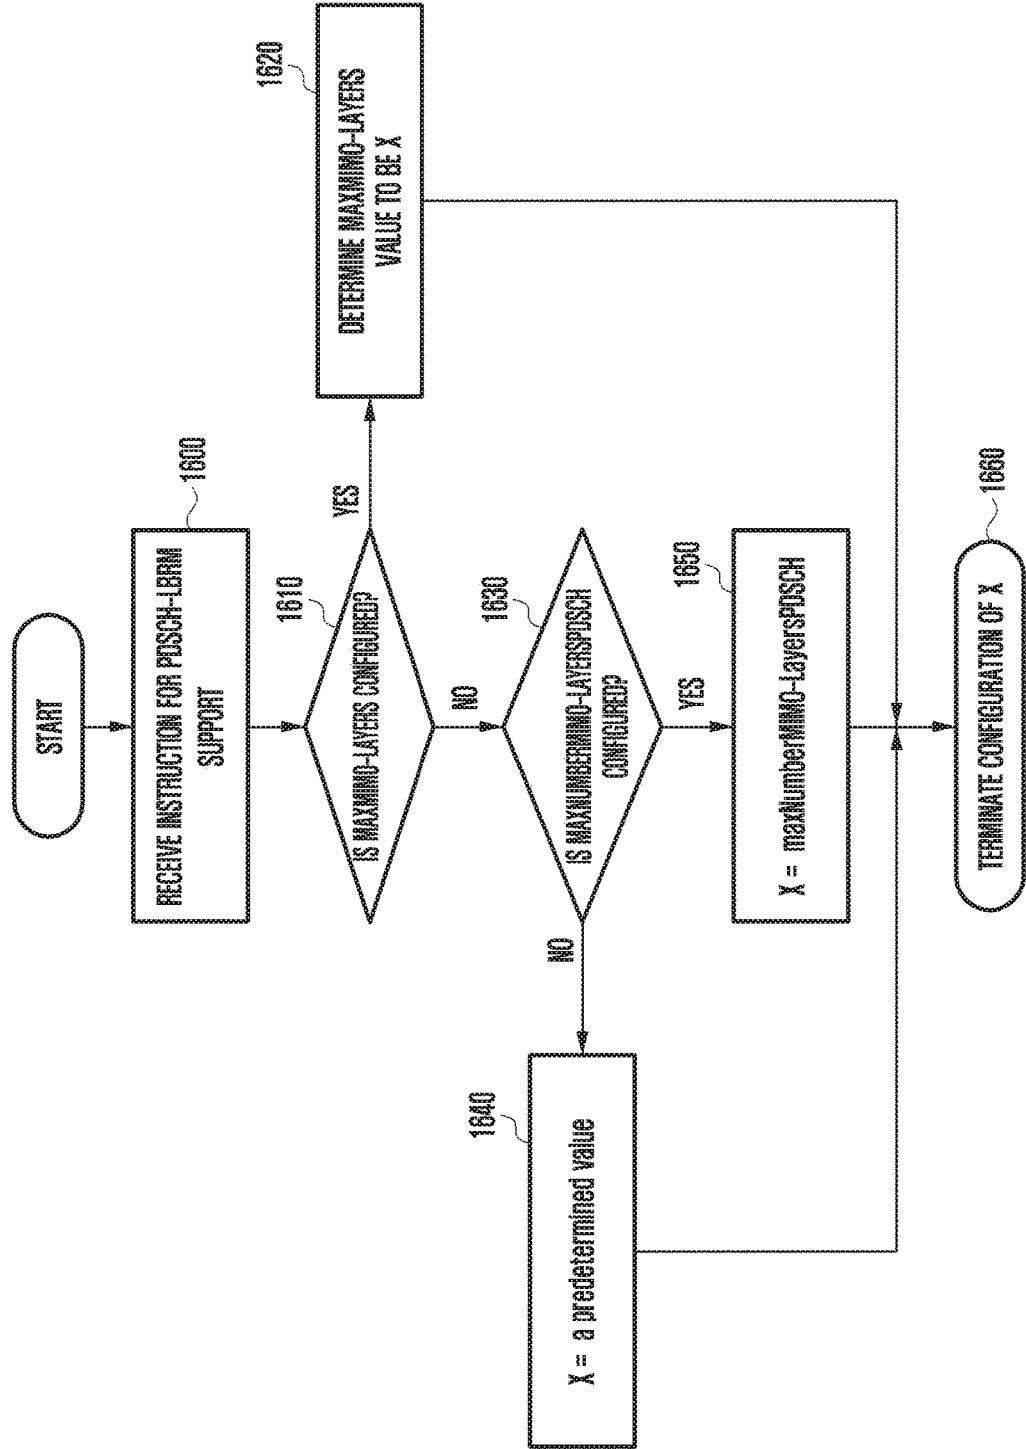 START
1600
RECEIVE INSTRUCTION FOR PDSCH-LBRM
SUPPORT
1610
IS MAXMIMO-LAYERS CONFIGURED?
YES
1620
DETERMINE MAXMIMO-LAYERS
VALUE TO BE X
NO
1630
IS MAXNUMBERMIMO-LAYERSPDSCH
CONFIGURED?
NO
1640
X = a predetermined value
YES
1650
X = maxNumberMIMO-LayersPDSCH
1660
TERMINATE CONFIGURATION OF X